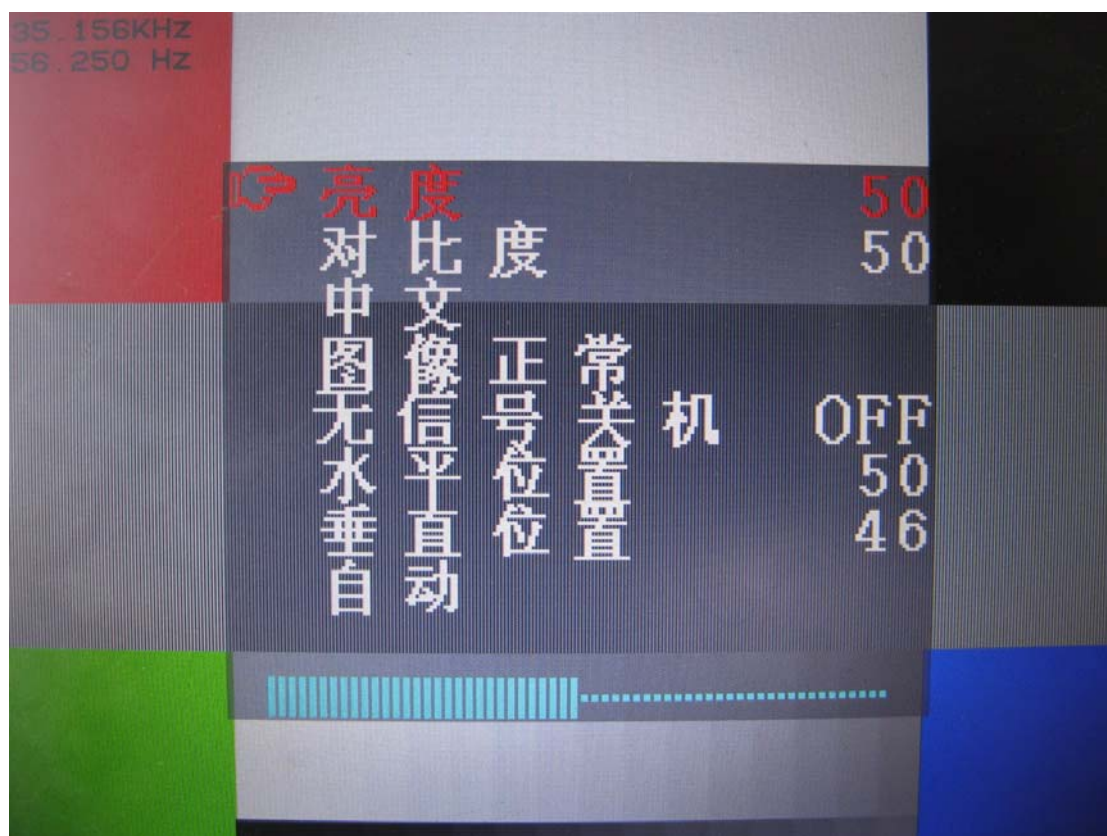 35.156KHz
56.250 Hz
亮度 50
对比度 50
中文
图像正常
无信号关机 OFF
水平位置 50
垂直位置 46
自动